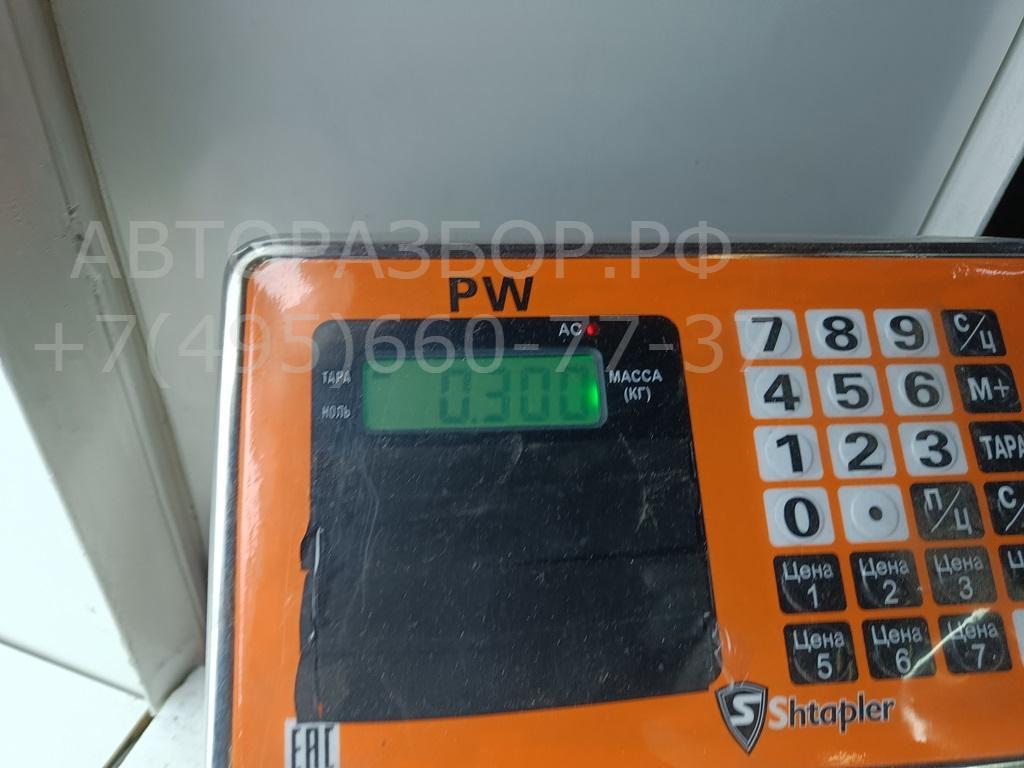 АВТОРАЗБОР.РФ
+7(495)660-77-37
PW
AC
ТАРА
НОЛЬ
0.300
МАССА
(КГ)
7 8 9 С/Ц
4 5 6 М+
1 2 3 ТАРА
0 • П/Ц С/
Цена 1 Цена 2 Цена 3 Ц
Цена 5 Цена 6 Цена 7
S Shtapler
EAC